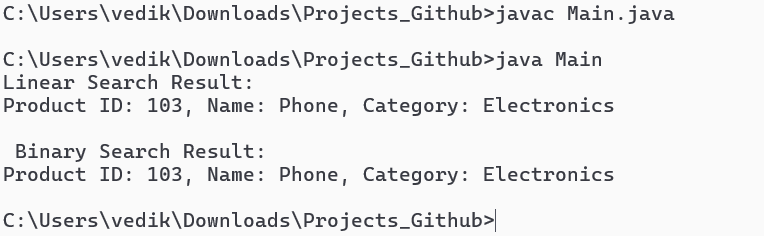 C:\Users\vedik\Downloads\Projects_Github>javac Main.java
C:\Users\vedik\Downloads\Projects_Github>java Main
Linear Search Result:
Product ID: 103, Name: Phone, Category: Electronics
 Binary Search Result:
Product ID: 103, Name: Phone, Category: Electronics
C:\Users\vedik\Downloads\Projects_Github>